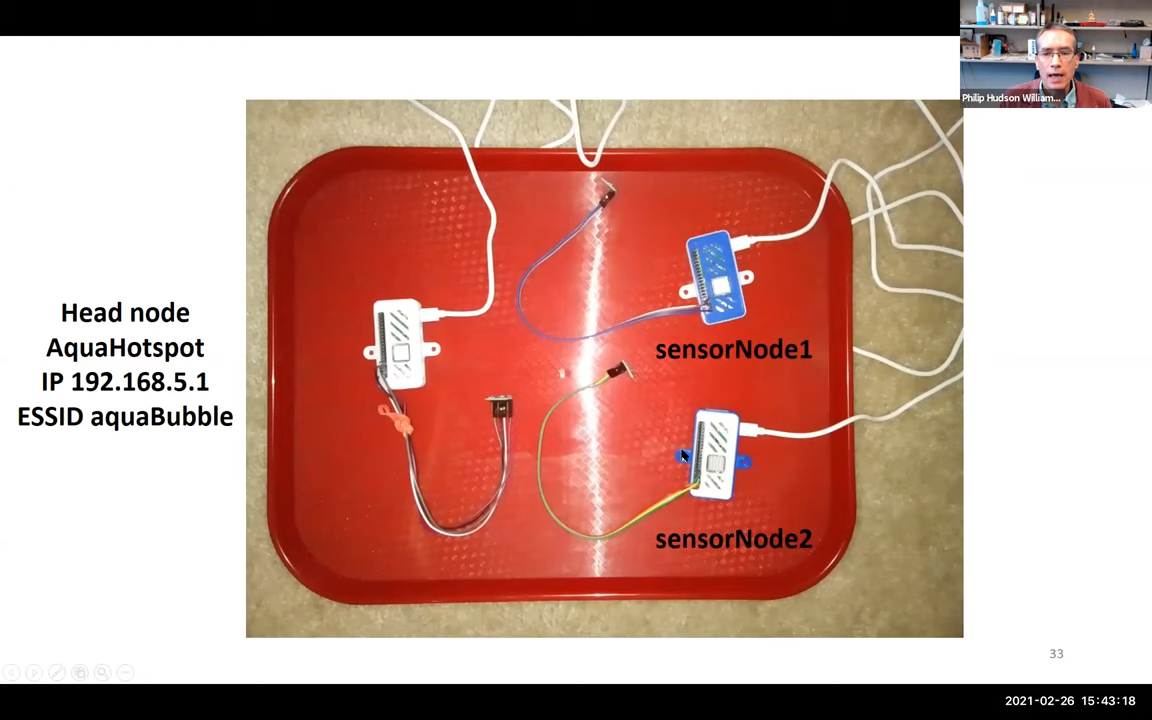 Philip Hudson William...
Head node
AquaHotspot
IP 192.168.5.1
ESSID aquaBubble
sensorNode1
sensorNode2
33
2021-02-26 15:43:18